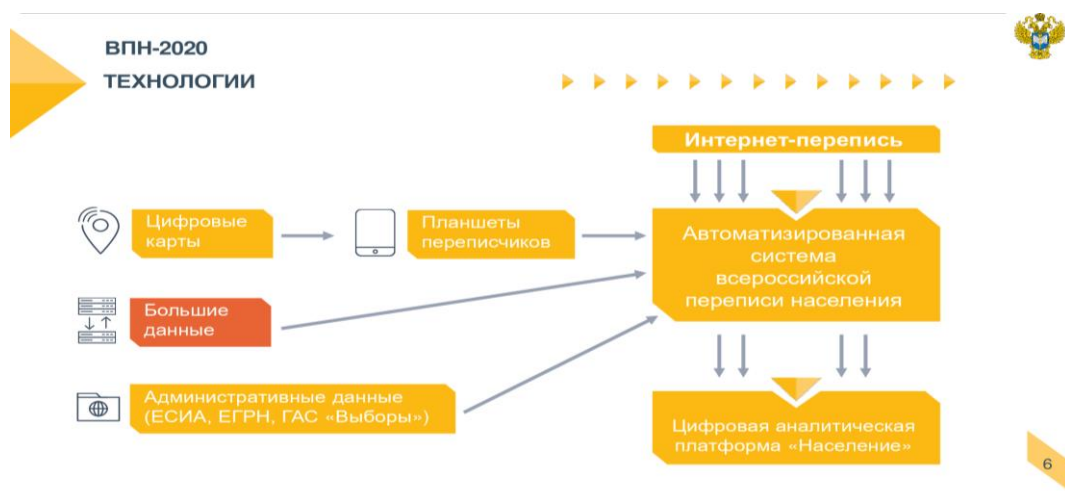 ВПН-2020
ТЕХНОЛОГИИ
Интернет-перепись
Цифровые
карты
Планшеты
переписчиков
Автоматизированная
система
всероссийской
переписи населения
Большие
данные
Административные данные
(ЕСИА, ЕГРН, ГАС «Выборы»)
Цифровая аналитическая
платформа «Население»
6